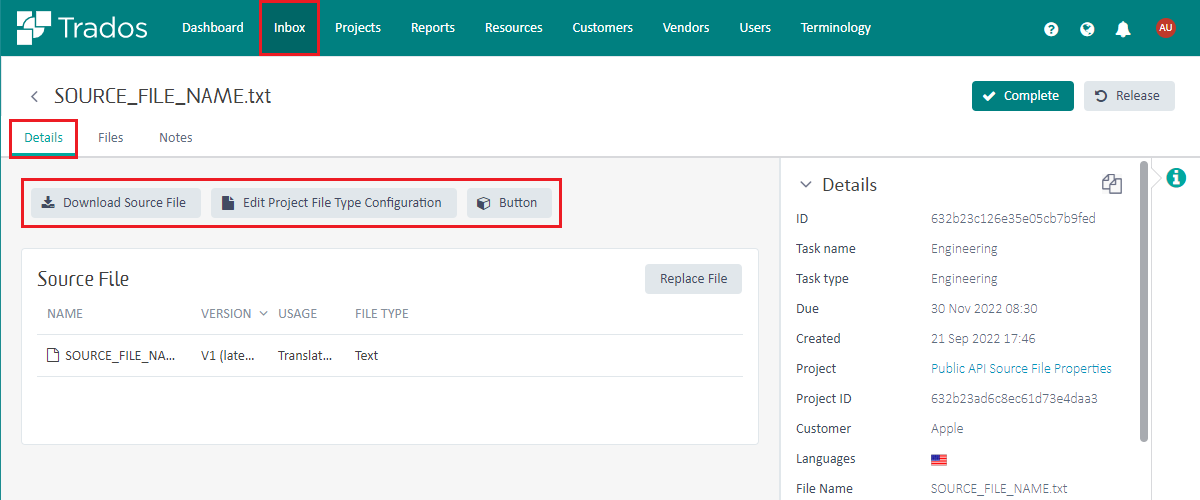 Trados Dashboard Inbox Projects Reports Resources Customers Vendors Users Terminology ? AU
SOURCE_FILE_NAME.txt Complete Release
Details Files Notes
Download Source File Edit Project File Type Configuration Button
Source File Replace File
NAME VERSION USAGE FILE TYPE
SOURCE_FILE_NA... V1 (late... Translat... Text
Details
ID 632b23c126e35e05cb7b9fed
Task name Engineering
Task type Engineering
Due 30 Nov 2022 08:30
Created 21 Sep 2022 17:46
Project Public API Source File Properties
Project ID 632b23ad6c8ec61d73e4daa3
Customer Apple
Languages
File Name SOURCE_FILE_NAME.txt